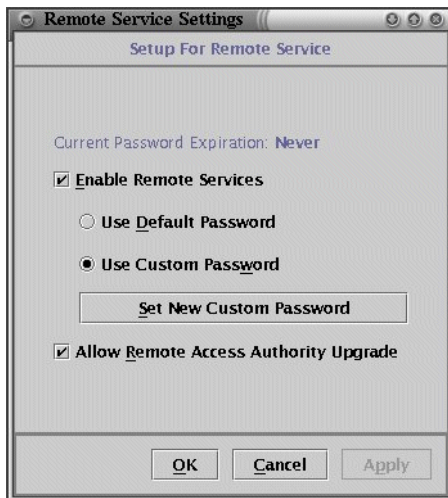 Remote Service Settings
Setup For Remote Service
Current Password Expiration: Never
Enable Remote Services
Use Default Password
Use Custom Password
Set New Custom Password
Allow Remote Access Authority Upgrade
OK Cancel Apply